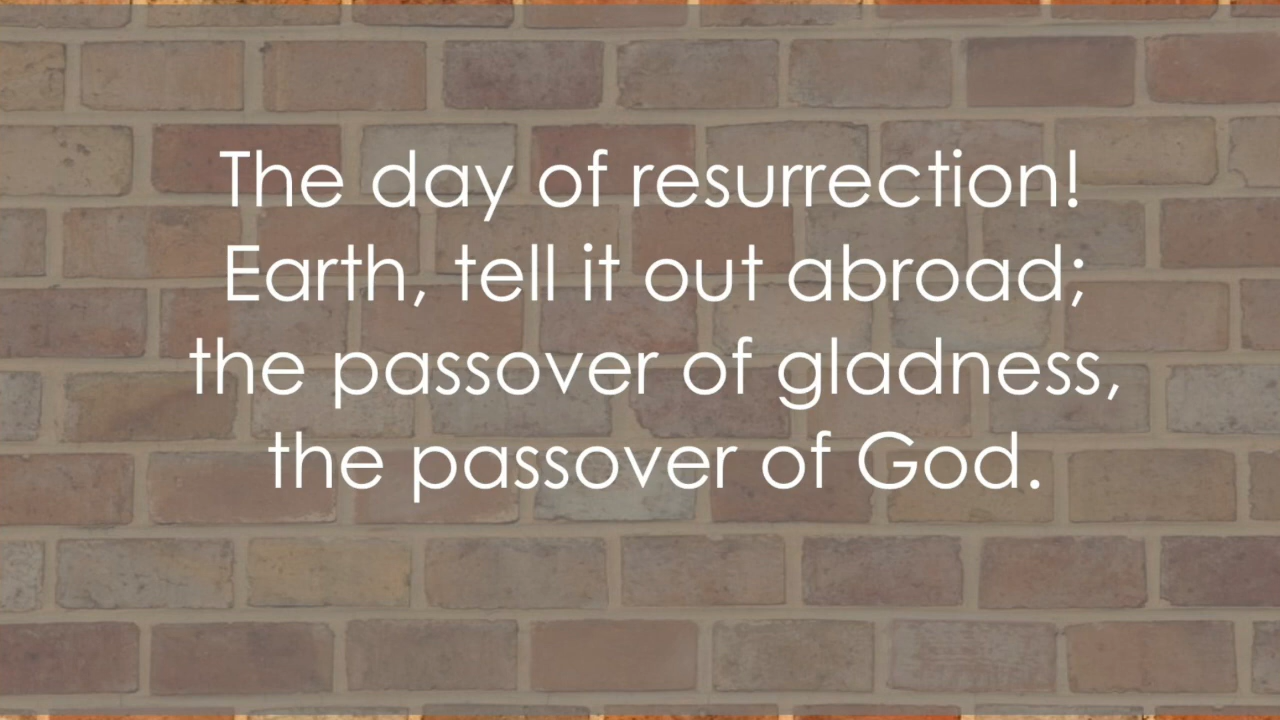 The day of resurrection!
Earth, tell it out abroad;
the passover of gladness,
the passover of God.